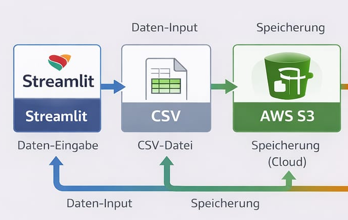 Daten-Input
Speicherung
Streamlit
Streamlit
CSV
AWS S3
Daten-Eingabe
CSV-Datei
Speicherung
(Cloud)
Daten-Input
Speicherung